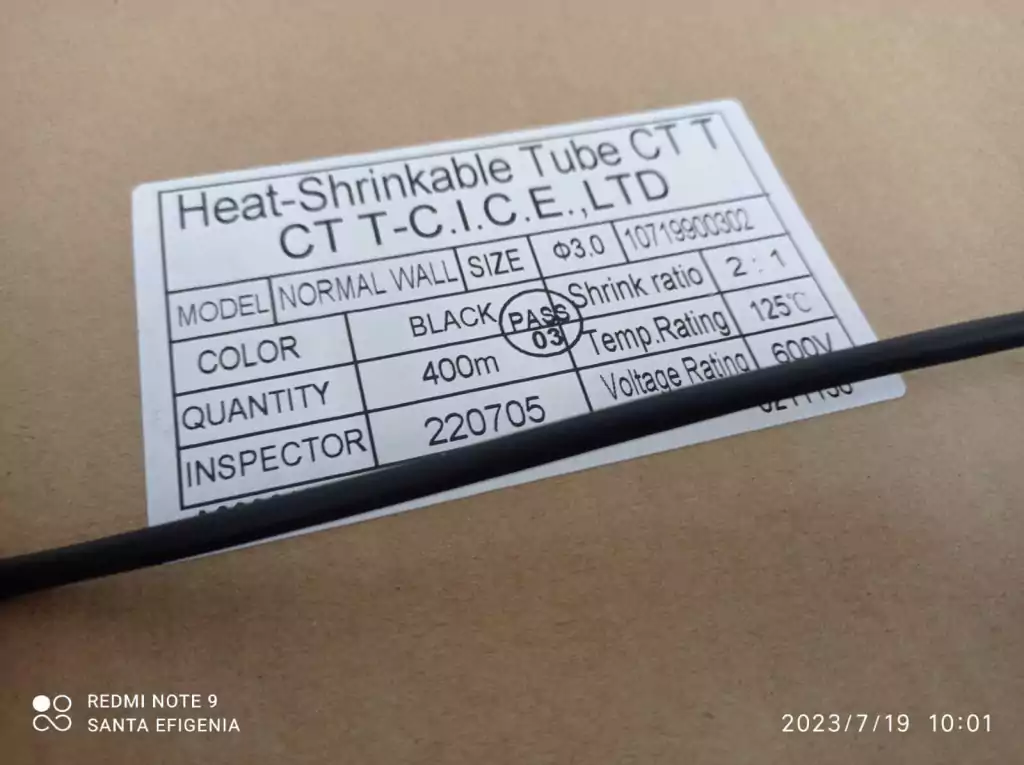 Heat-Shrinkable Tube CT T
CT T-C.I.C.E.,LTD
MODEL NORMAL WALL SIZE Φ3.0 10719900302
COLOR BLACK Shrink ratio 2 : 1
PASS
03
QUANTITY 400m Temp.Rating 125℃
INSPECTOR 220705 Voltage Rating 600V
REDMI NOTE 9
SANTA EFIGENIA
2023/7/19 10:01